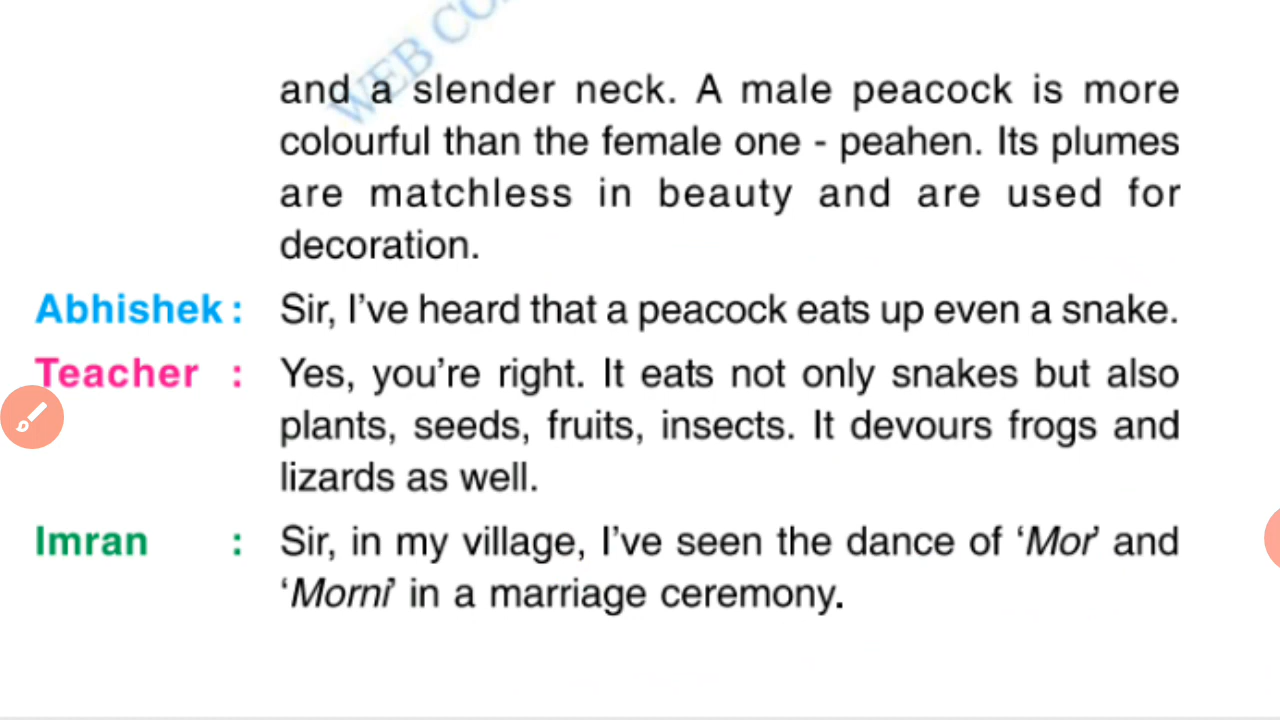 WEB CO
and a slender neck. A male peacock is more
colourful than the female one - peahen. Its plumes
are matchless in beauty and are used for
decoration.
Abhishek : Sir, I've heard that a peacock eats up even a snake.
Teacher : Yes, you're right. It eats not only snakes but also
plants, seeds, fruits, insects. It devours frogs and
lizards as well.
Imran : Sir, in my village, I've seen the dance of 'Mor' and
'Morni' in a marriage ceremony.